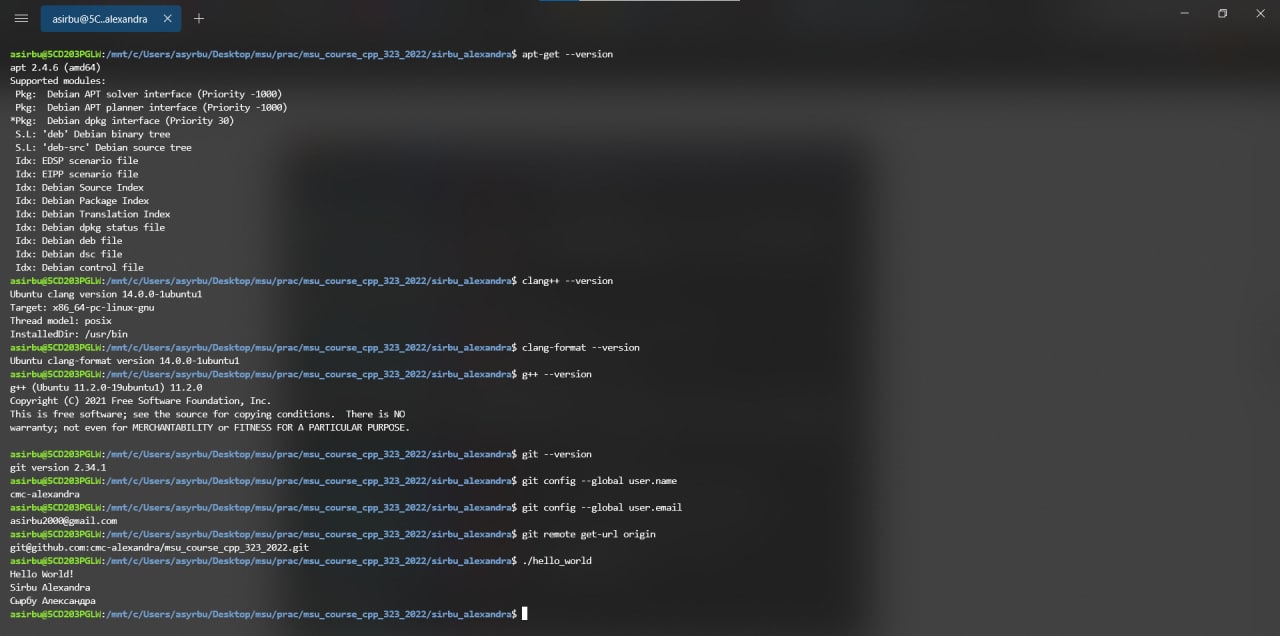 asirbu@5C..alexandra
asirbu@5CD203PGLW:/mnt/c/Users/asyrbu/Desktop/msu/prac/msu_course_cpp_323_2022/sirbu_alexandra$ apt-get --version
apt 2.4.6 (amd64)
Supported modules:
 Pkg:  Debian APT solver interface (Priority -1000)
 Pkg:  Debian APT planner interface (Priority -1000)
*Pkg:  Debian dpkg interface (Priority 30)
 S.L: 'deb' Debian binary tree
 S.L: 'deb-src' Debian source tree
 Idx: EDSP scenario file
 Idx: EIPP scenario file
 Idx: Debian Source Index
 Idx: Debian Package Index
 Idx: Debian Translation Index
 Idx: Debian dpkg status file
 Idx: Debian deb file
 Idx: Debian dsc file
 Idx: Debian control file
asirbu@5CD203PGLW:/mnt/c/Users/asyrbu/Desktop/msu/prac/msu_course_cpp_323_2022/sirbu_alexandra$ clang++ --version
Ubuntu clang version 14.0.0-1ubuntu1
Target: x86_64-pc-linux-gnu
Thread model: posix
InstalledDir: /usr/bin
asirbu@5CD203PGLW:/mnt/c/Users/asyrbu/Desktop/msu/prac/msu_course_cpp_323_2022/sirbu_alexandra$ clang-format --version
Ubuntu clang-format version 14.0.0-1ubuntu1
asirbu@5CD203PGLW:/mnt/c/Users/asyrbu/Desktop/msu/prac/msu_course_cpp_323_2022/sirbu_alexandra$ g++ --version
g++ (Ubuntu 11.2.0-19ubuntu1) 11.2.0
Copyright (C) 2021 Free Software Foundation, Inc.
This is free software; see the source for copying conditions.  There is NO
warranty; not even for MERCHANTABILITY or FITNESS FOR A PARTICULAR PURPOSE.
asirbu@5CD203PGLW:/mnt/c/Users/asyrbu/Desktop/msu/prac/msu_course_cpp_323_2022/sirbu_alexandra$ git --version
git version 2.34.1
asirbu@5CD203PGLW:/mnt/c/Users/asyrbu/Desktop/msu/prac/msu_course_cpp_323_2022/sirbu_alexandra$ git config --global user.name
cmc-alexandra
asirbu@5CD203PGLW:/mnt/c/Users/asyrbu/Desktop/msu/prac/msu_course_cpp_323_2022/sirbu_alexandra$ git config --global user.email
asirbu2000@gmail.com
asirbu@5CD203PGLW:/mnt/c/Users/asyrbu/Desktop/msu/prac/msu_course_cpp_323_2022/sirbu_alexandra$ git remote get-url origin
git@github.com:cmc-alexandra/msu_course_cpp_323_2022.git
asirbu@5CD203PGLW:/mnt/c/Users/asyrbu/Desktop/msu/prac/msu_course_cpp_323_2022/sirbu_alexandra$ ./hello_world
Hello World!
Sirbu Alexandra
Сырбу Александра
asirbu@5CD203PGLW:/mnt/c/Users/asyrbu/Desktop/msu/prac/msu_course_cpp_323_2022/sirbu_alexandra$